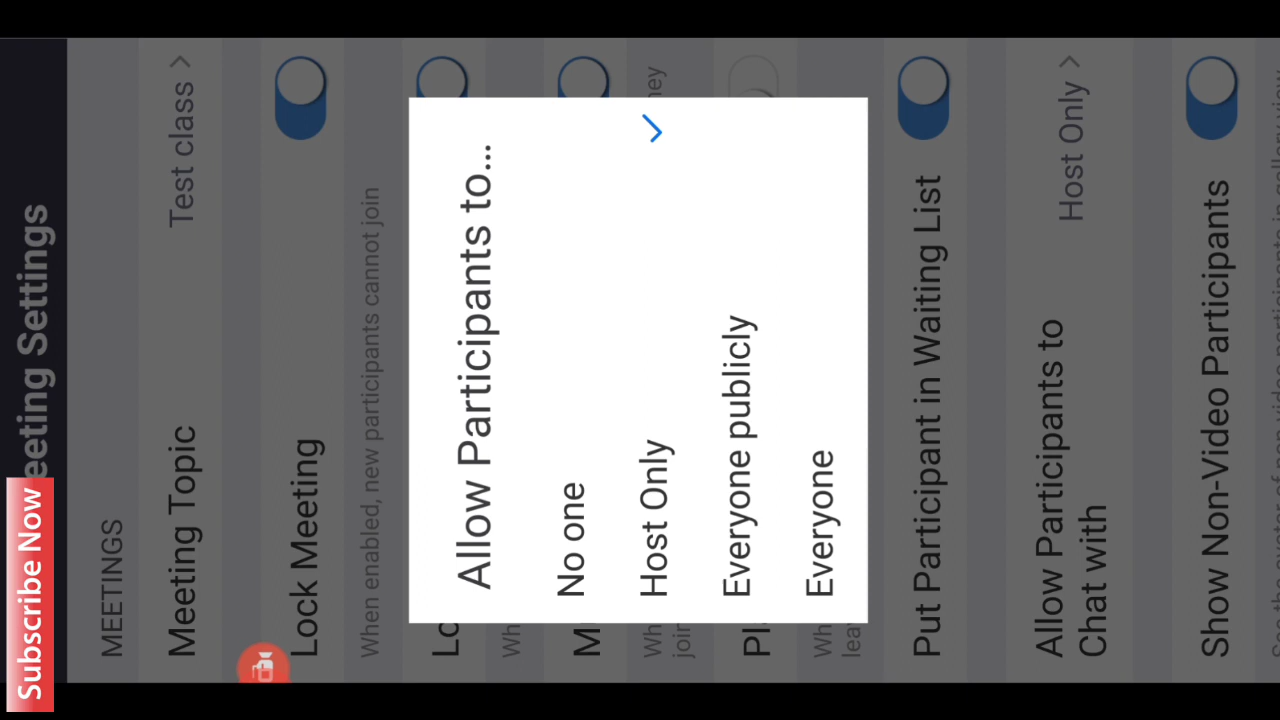 Meeting Settings
MEETINGS
Meeting Topic
Test class >
Lock Meeting
When enabled, new participants cannot join
Allow Participants to...
No one
Host Only
Everyone publicly
Everyone
Put Participant in Waiting List
Allow Participants to
Chat with
Host Only >
Show Non-Video Participants
Subscribe Now